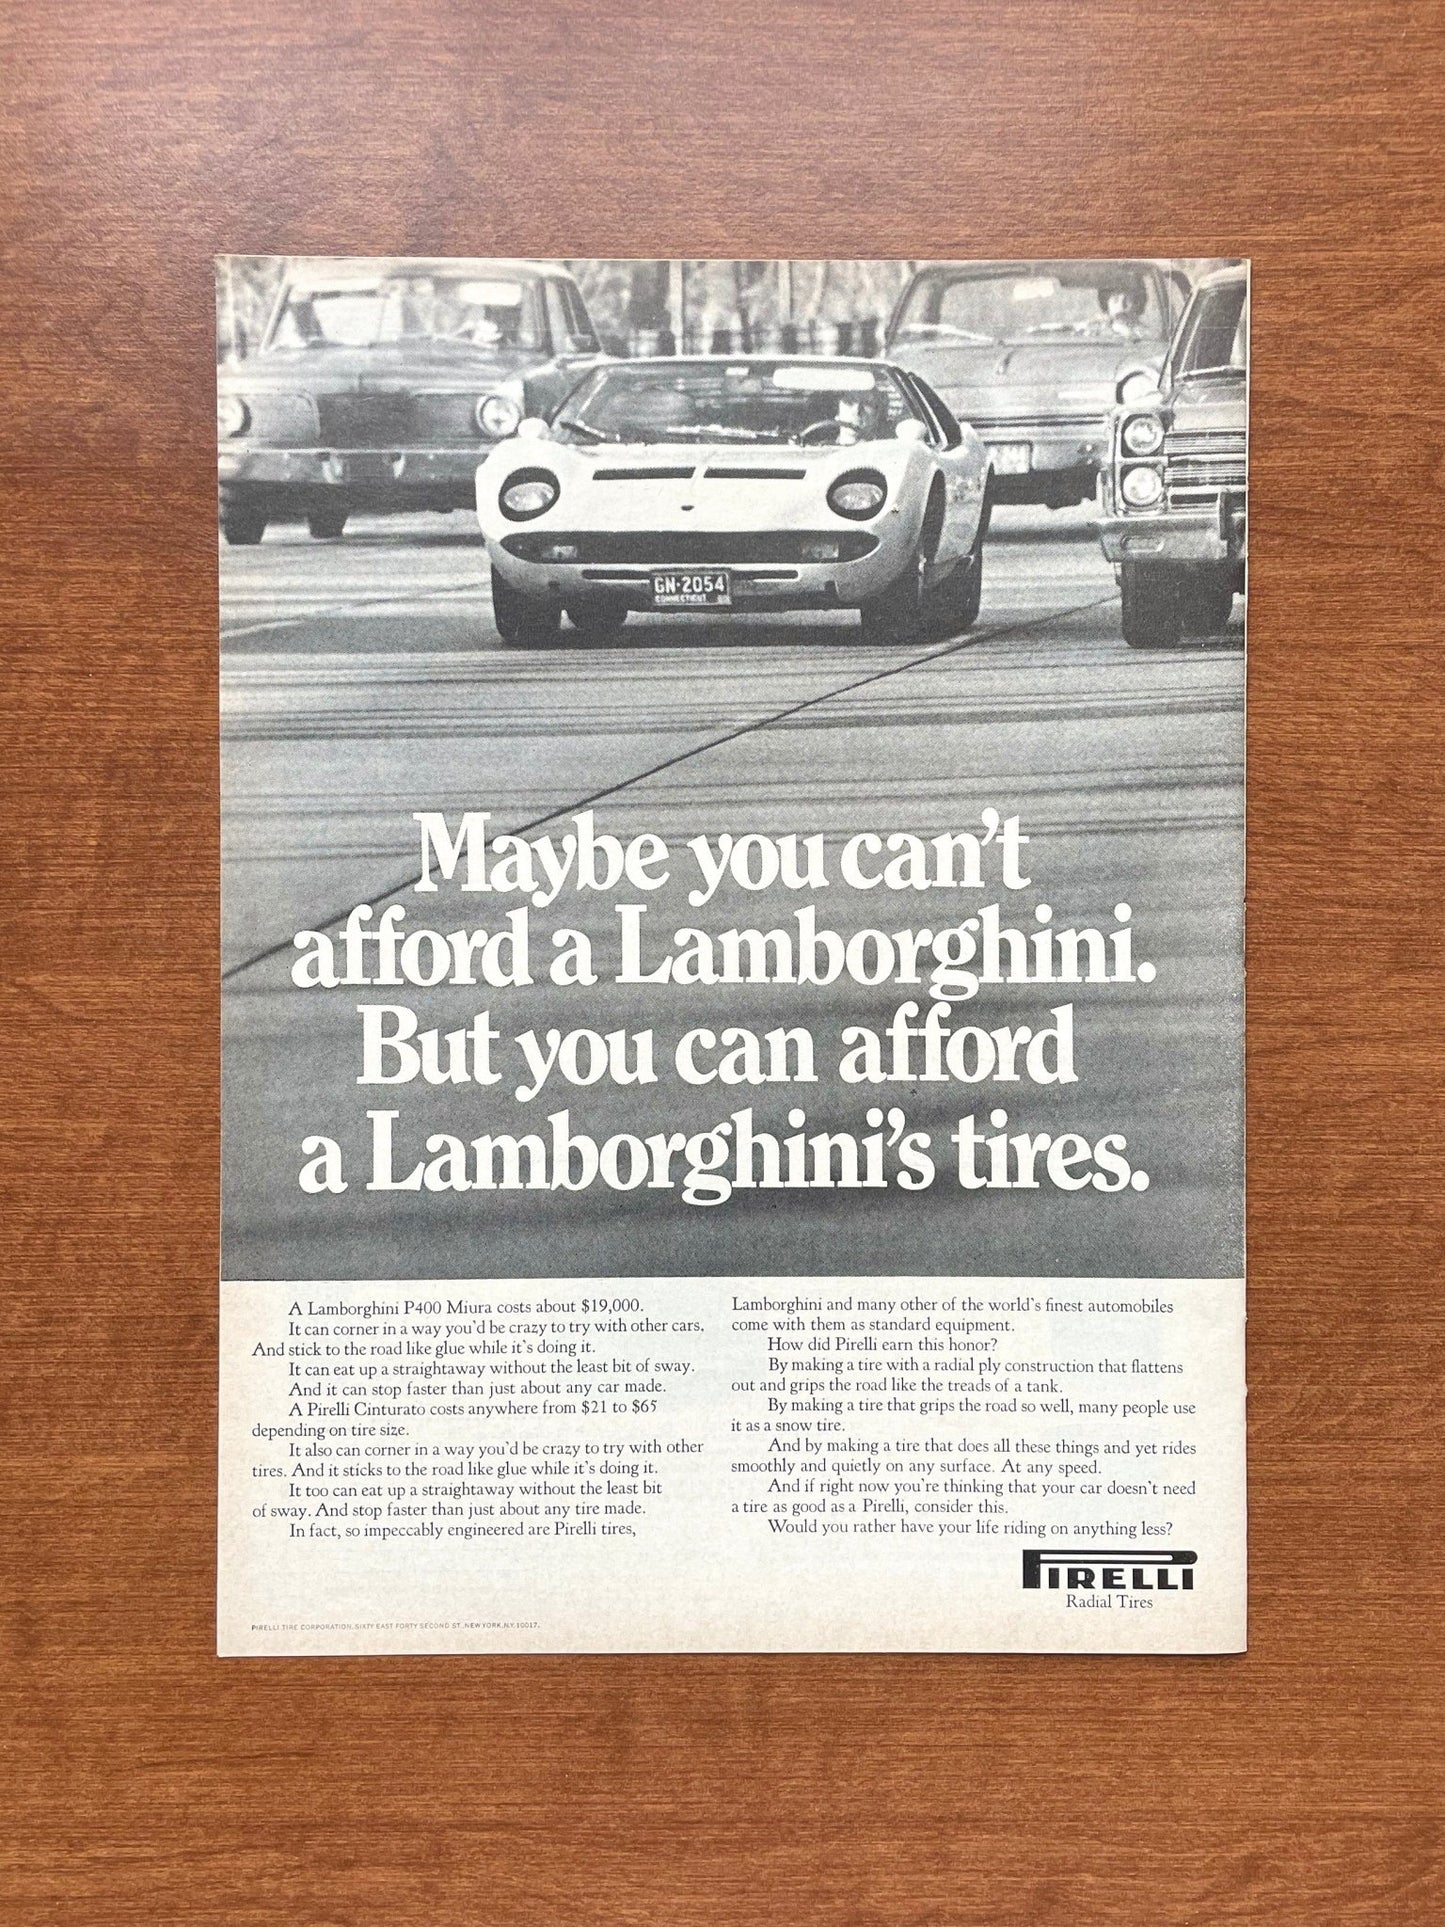 GN·2054
CONNECTICUT
Maybe you can't
afford a Lamborghini.
But you can afford
a Lamborghini's tires.
A Lamborghini P400 Miura costs about $19,000.
It can corner in a way you'd be crazy to try with other cars.
And stick to the road like glue while it's doing it.
It can eat up a straightaway without the least bit of sway.
And it can stop faster than just about any car made.
A Pirelli Cinturato costs anywhere from $21 to $65
depending on tire size.
It also can corner in a way you'd be crazy to try with other
tires. And it sticks to the road like glue while it's doing it.
It too can eat up a straightaway without the least bit
of sway. And stop faster than just about any tire made.
In fact, so impeccably engineered are Pirelli tires,
Lamborghini and many other of the world's finest automobiles
come with them as standard equipment.
How did Pirelli earn this honor?
By making a tire with a radial ply construction that flattens
out and grips the road like the treads of a tank.
By making a tire that grips the road so well, many people use
it as a snow tire.
And by making a tire that does all these things and yet rides
smoothly and quietly on any surface. At any speed.
And if right now you're thinking that your car doesn't need
a tire as good as a Pirelli, consider this.
Would you rather have your life riding on anything less?
PIRELLI
Radial Tires
PIRELLI TIRE CORPORATION, SIXTY EAST FORTY SECOND ST. NEW YORK, N.Y. 10017.